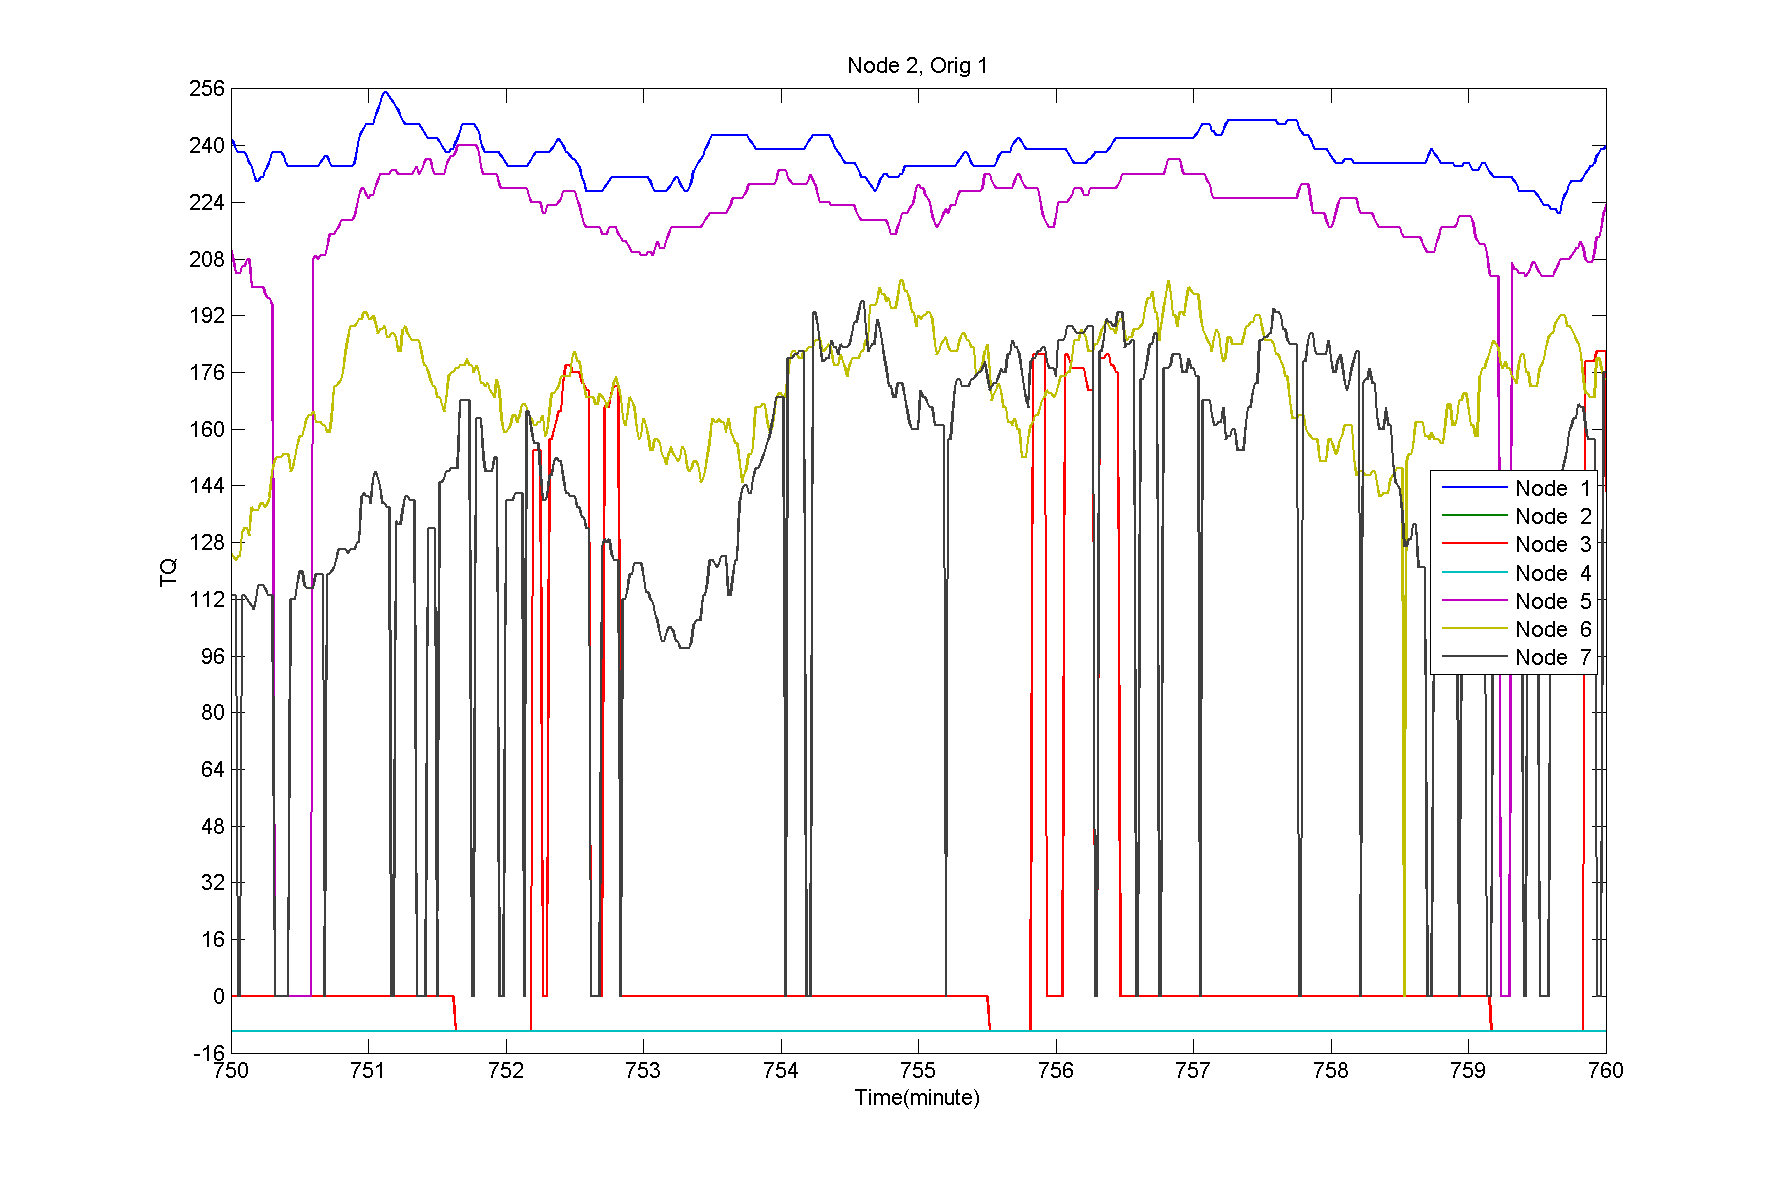 Node 2, Orig 1
256
240
224
208
192
176
160
144
128
112
96
80
64
48
32
16
0
-16
TQ
Node 1
Node 2
Node 3
Node 4
Node 5
Node 6
Node 7
750 751 752 753 754 755 756 757 758 759 760
Time(minute)